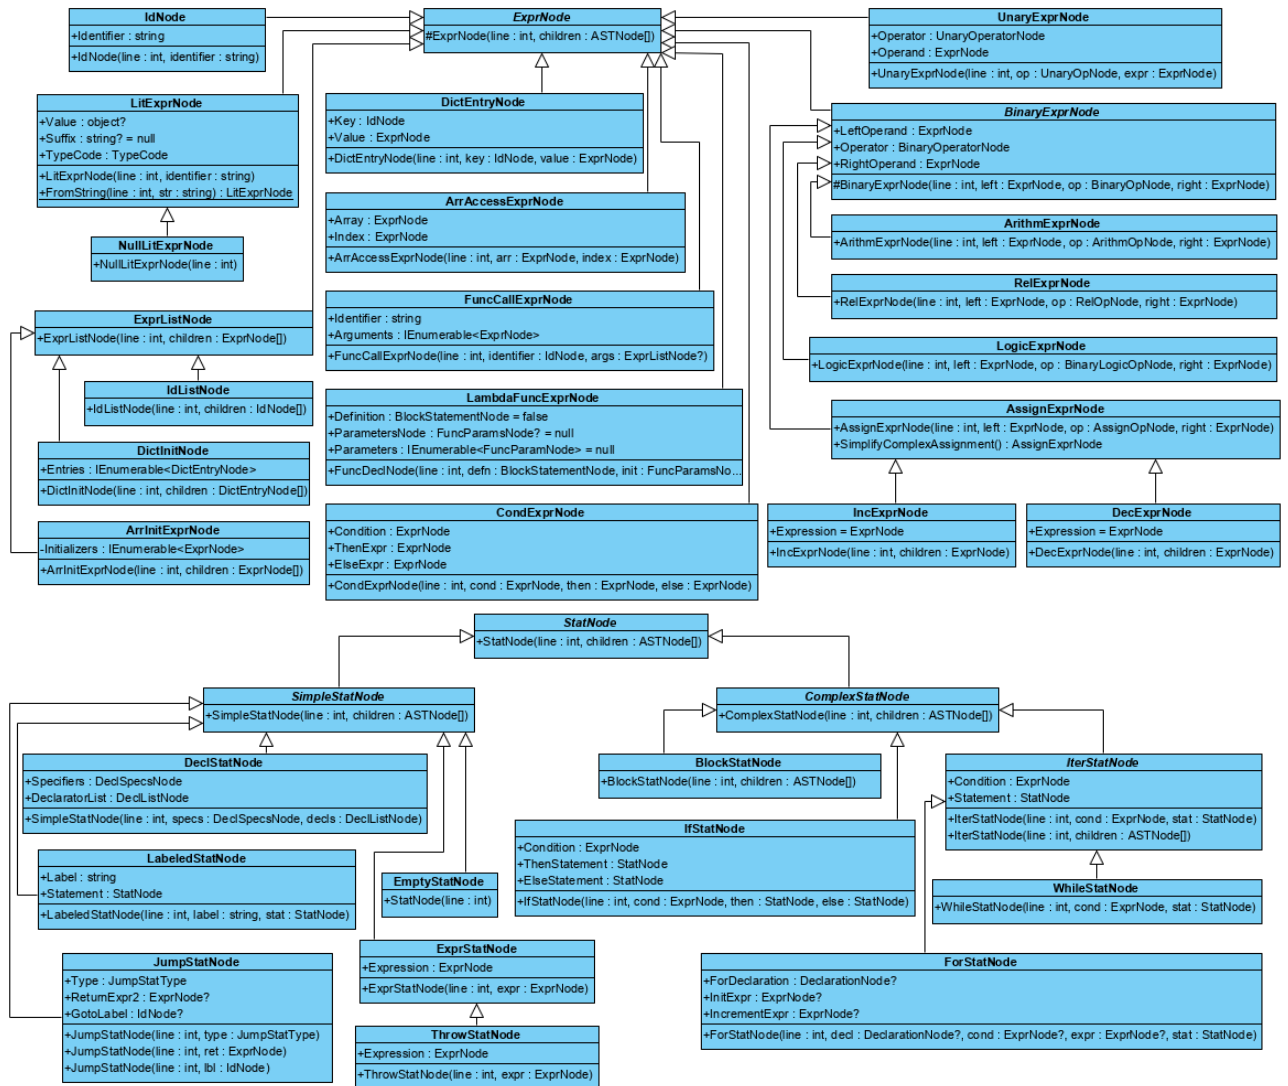 IdNode
+Identifier : string
+IdNode(line : int, identifier : string)
ExprNode
#ExprNode(line : int, children : ASTNode[])
UnaryExprNode
+Operator : UnaryOperatorNode
+Operand : ExprNode
+UnaryExprNode(line : int, op : UnaryOpNode, expr : ExprNode)
LitExprNode
+Value : object?
+Suffix : string? = null
+TypeCode : TypeCode
+LitExprNode(line : int, identifier : string)
+FromString(line : int, str : string) : LitExprNode
DictEntryNode
+Key : IdNode
+Value : ExprNode
+DictEntryNode(line : int, key : IdNode, value : ExprNode)
BinaryExprNode
+LeftOperand : ExprNode
+Operator : BinaryOperatorNode
+RightOperand : ExprNode
#BinaryExprNode(line : int, left : ExprNode, op : BinaryOpNode, right : ExprNode)
NullLitExprNode
+NullLitExprNode(line : int)
ArrAccessExprNode
+Array : ExprNode
+Index : ExprNode
+ArrAccessExprNode(line : int, arr : ExprNode, index : ExprNode)
ArithmExprNode
+ArithmExprNode(line : int, left : ExprNode, op : ArithmOpNode, right : ExprNode)
RelExprNode
+RelExprNode(line : int, left : ExprNode, op : RelOpNode, right : ExprNode)
ExprListNode
+ExprListNode(line : int, children : ExprNode[])
FuncCallExprNode
+Identifier : string
+Arguments : IEnumerable<ExprNode>
+FuncCallExprNode(line : int, identifier : IdNode, args : ExprListNode?)
LogicExprNode
+LogicExprNode(line : int, left : ExprNode, op : BinaryLogicOpNode, right : ExprNode)
IdListNode
+IdListNode(line : int, children : IdNode[])
LambdaFuncExprNode
+Definition : BlockStatementNode = false
+ParametersNode : FuncParamsNode? = null
+Parameters : IEnumerable<FuncParamNode> = null
+FuncDeclNode(line : int, defn : BlockStatementNode, init : FuncParamsNo...
AssignExprNode
+AssignExprNode(line : int, left : ExprNode, op : AssignOpNode, right : ExprNode)
+SimplifyComplexAssignment() : AssignExprNode
DictInitNode
+Entries : IEnumerable<DictEntryNode>
+DictInitNode(line : int, children : DictEntryNode[])
ArrInitExprNode
-Initializers : IEnumerable<ExprNode>
+ArrInitExprNode(line : int, children : ExprNode[])
CondExprNode
+Condition : ExprNode
+ThenExpr : ExprNode
+ElseExpr : ExprNode
+CondExprNode(line : int, cond : ExprNode, then : ExprNode, else : ExprNode)
IncExprNode
+Expression = ExprNode
+IncExprNode(line : int, children : ExprNode)
DecExprNode
+Expression = ExprNode
+DecExprNode(line : int, children : ExprNode)
StatNode
+StatNode(line : int, children : ASTNode[])
SimpleStatNode
+SimpleStatNode(line : int, children : ASTNode[])
ComplexStatNode
+ComplexStatNode(line : int, children : ASTNode[])
DeclStatNode
+Specifiers : DeclSpecsNode
+DeclaratorList : DeclListNode
+SimpleStatNode(line : int, specs : DeclSpecsNode, decls : DeclListNode)
BlockStatNode
+BlockStatNode(line : int, children : ASTNode[])
IterStatNode
+Condition : ExprNode
+Statement : StatNode
+IterStatNode(line : int, cond : ExprNode, stat : StatNode)
+IterStatNode(line : int, children : ASTNode[])
LabeledStatNode
+Label : string
+Statement : StatNode
+LabeledStatNode(line : int, label : string, stat : StatNode)
EmptyStatNode
+StatNode(line : int)
IfStatNode
+Condition : ExprNode
+ThenStatement : StatNode
+ElseStatement : StatNode
+IfStatNode(line : int, cond : ExprNode, then : StatNode, else : StatNode)
WhileStatNode
+WhileStatNode(line : int, cond : ExprNode, stat : StatNode)
JumpStatNode
+Type : JumpStatType
+ReturnExpr2 : ExprNode?
+GotoLabel : IdNode?
+JumpStatNode(line : int, type : JumpStatType)
+JumpStatNode(line : int, ret : ExprNode)
+JumpStatNode(line : int, lbl : IdNode)
ExprStatNode
+Expression : ExprNode
+ExprStatNode(line : int, expr : ExprNode)
ThrowStatNode
+Expression : ExprNode
+ThrowStatNode(line : int, expr : ExprNode)
ForStatNode
+ForDeclaration : DeclarationNode?
+InitExpr : ExprNode?
+IncrementExpr : ExprNode?
+ForStatNode(line : int, decl : DeclarationNode?, cond : ExprNode?, expr : ExprNode?, stat : StatNode)